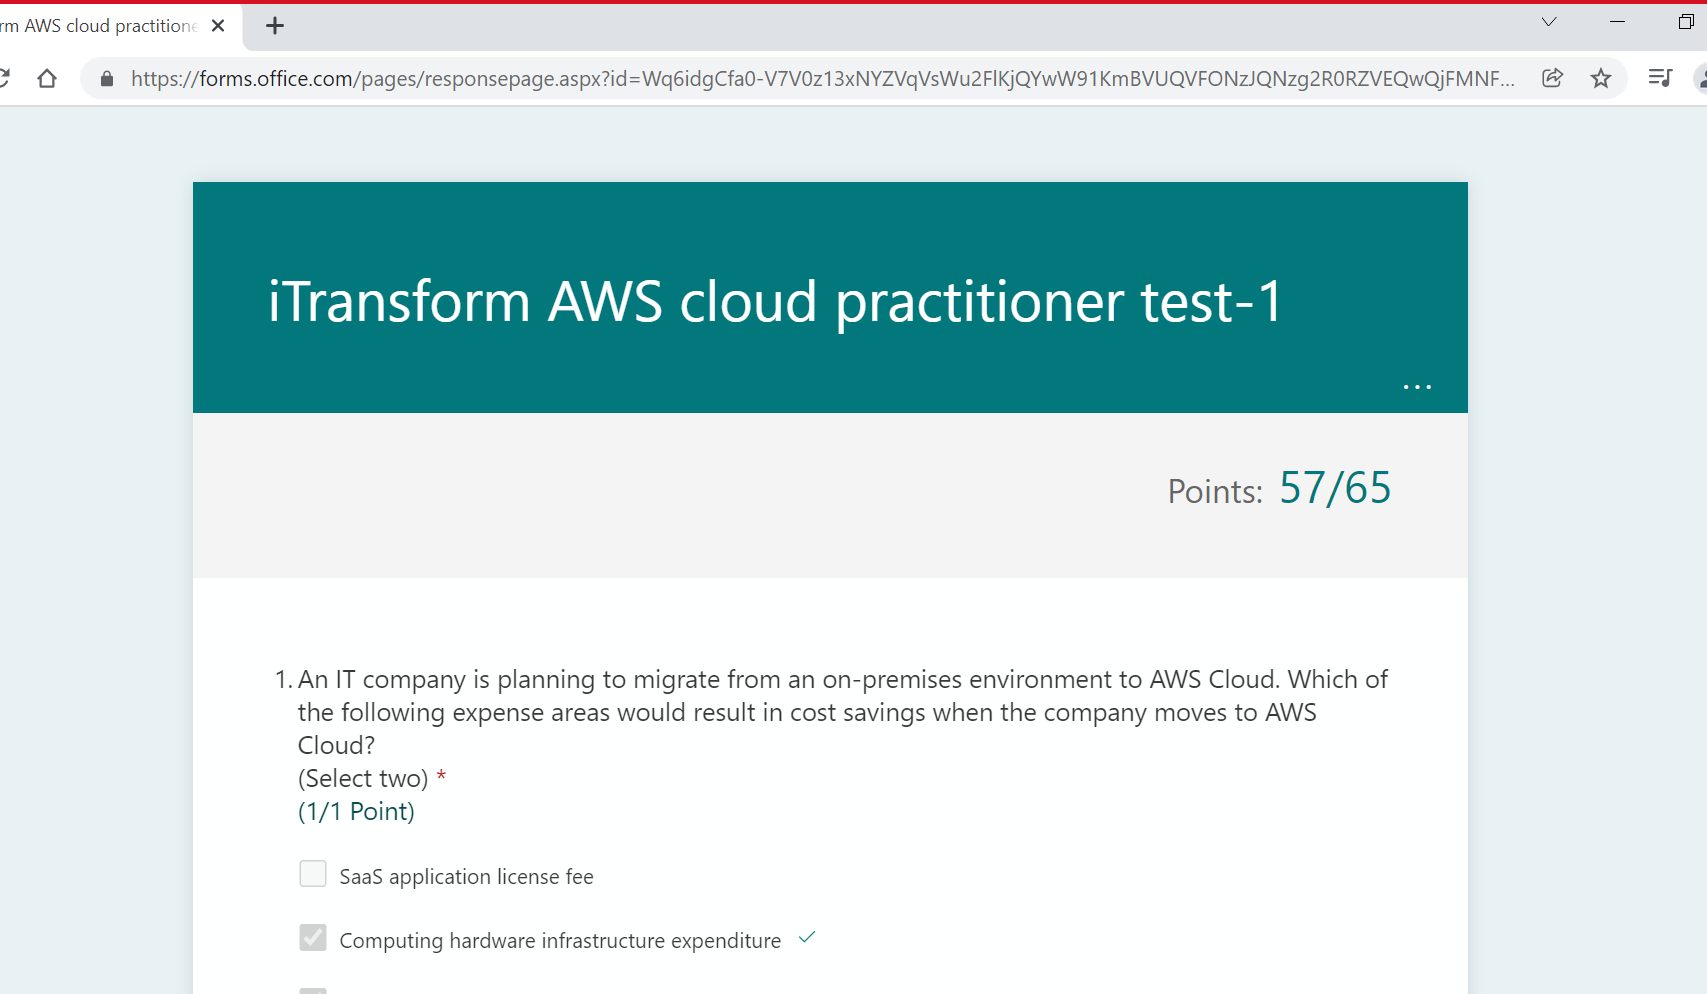 rm AWS cloud practitione
https://forms.office.com/pages/responsepage.aspx?id=Wq6idgCfa0-V7V0z13xNYZVqVsWu2FlKjQYwW91KmBVUQVFONzJQNzg2R0RZVEQwQjFMNF...
iTransform AWS cloud practitioner test-1
...
Points: 57/65
1. An IT company is planning to migrate from an on-premises environment to AWS Cloud. Which of
the following expense areas would result in cost savings when the company moves to AWS
Cloud?
(Select two) *
(1/1 Point)
SaaS application license fee
Computing hardware infrastructure expenditure